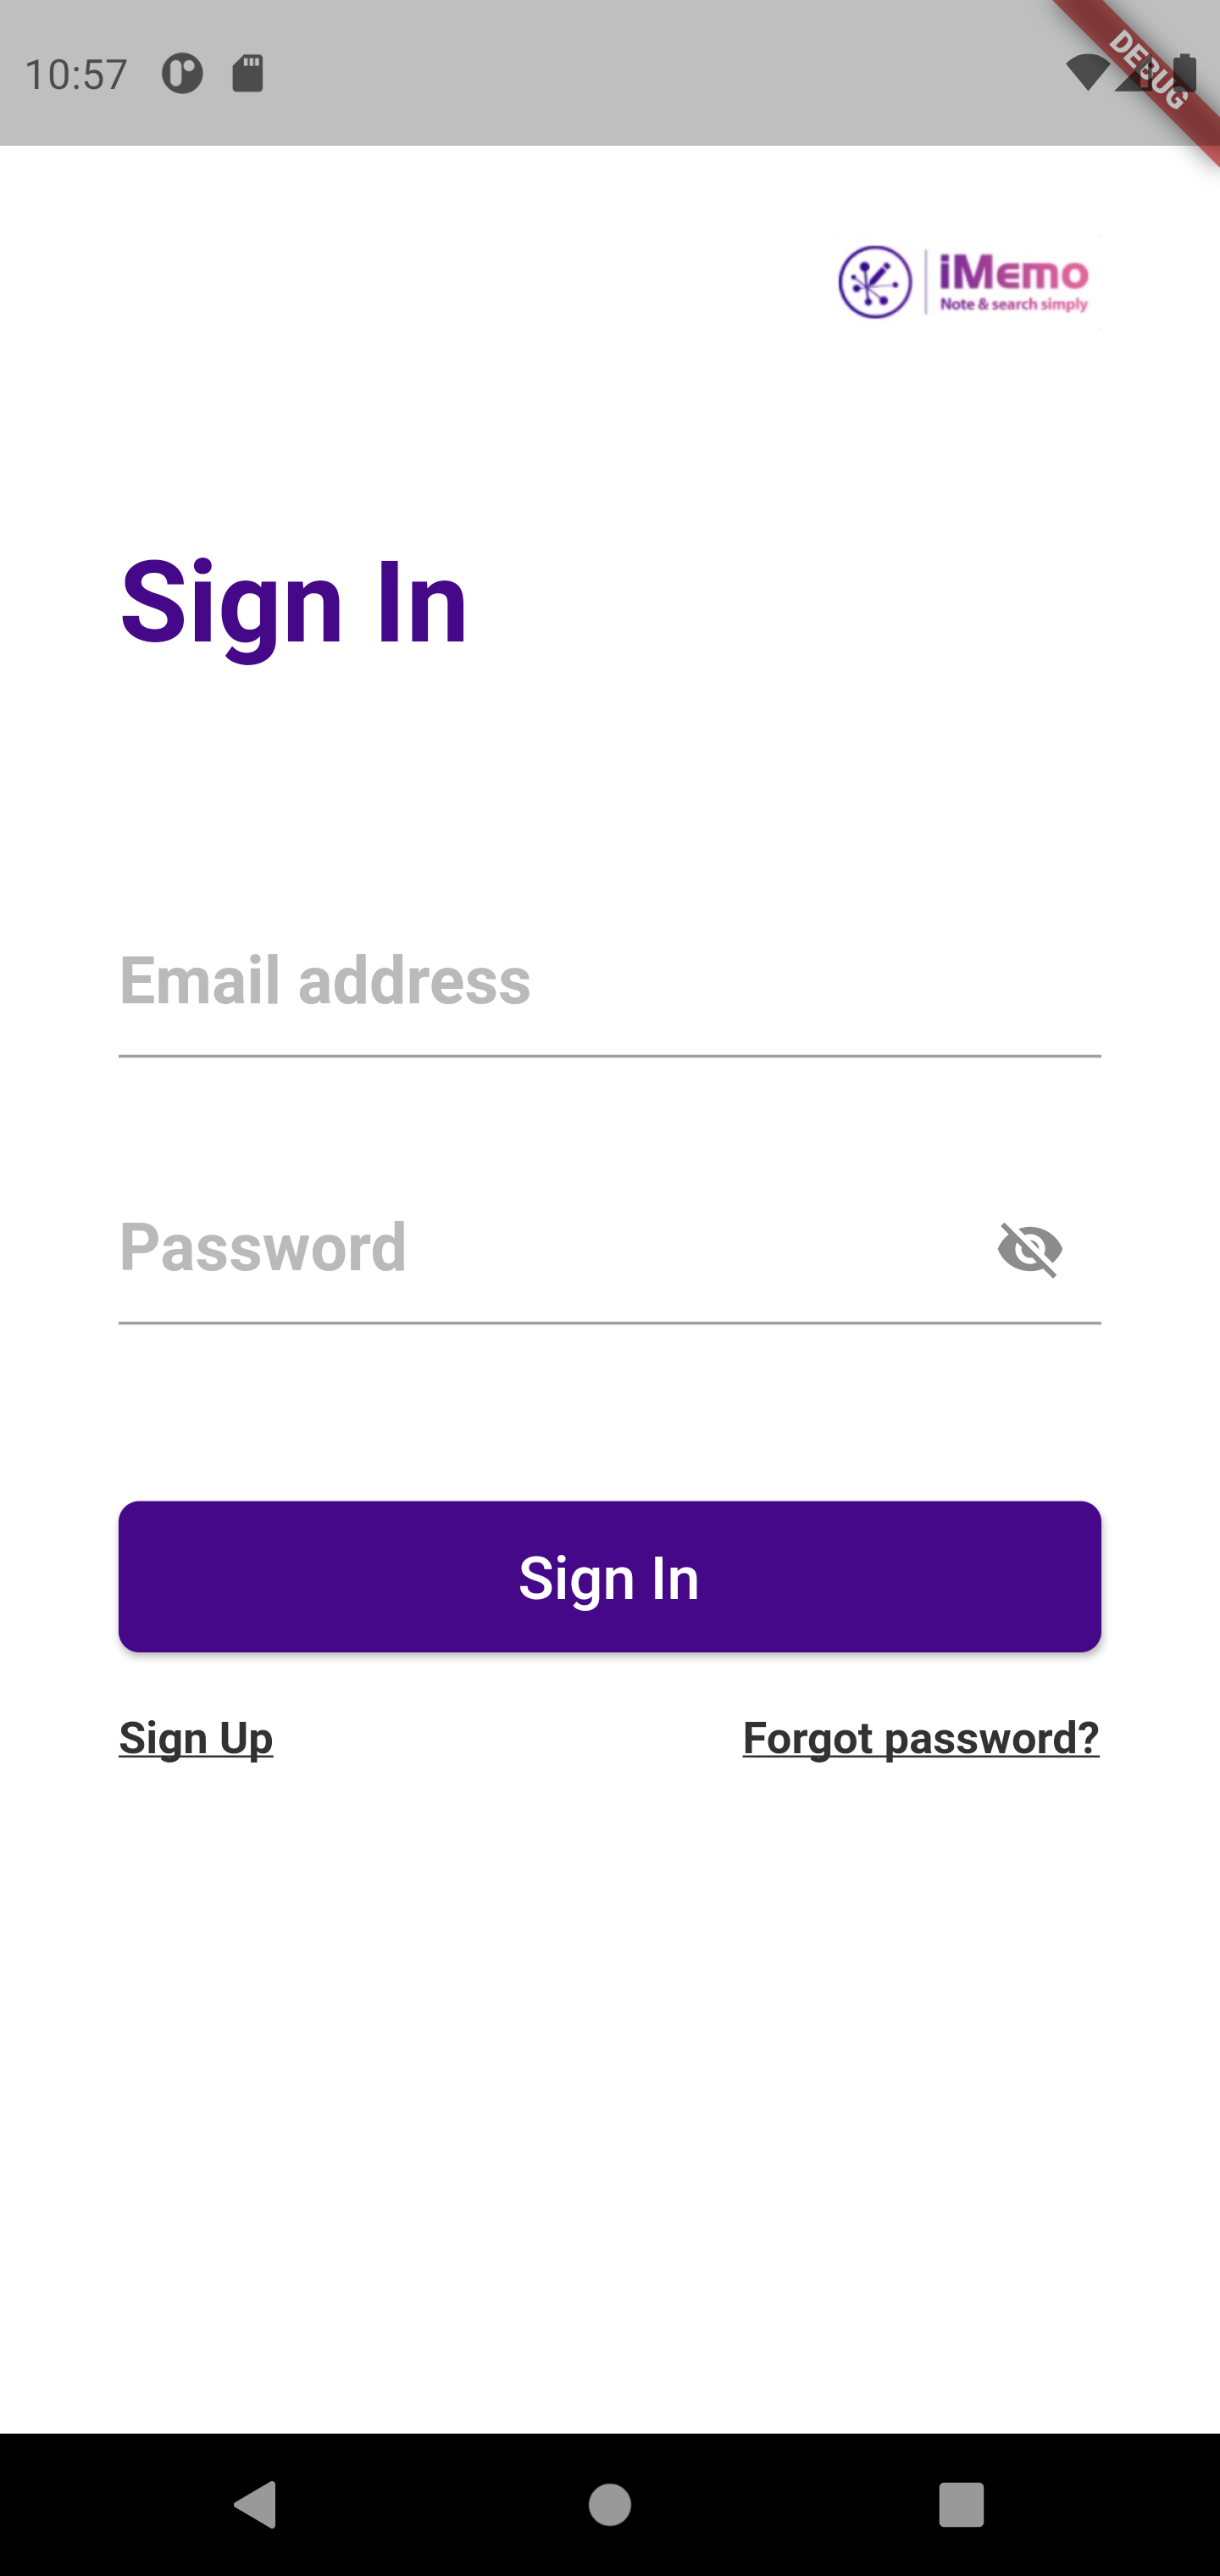 10:57
DEBUG
iMemo
Note & search simply
Sign In
Email address
Password
Sign In
Sign Up
Forgot password?